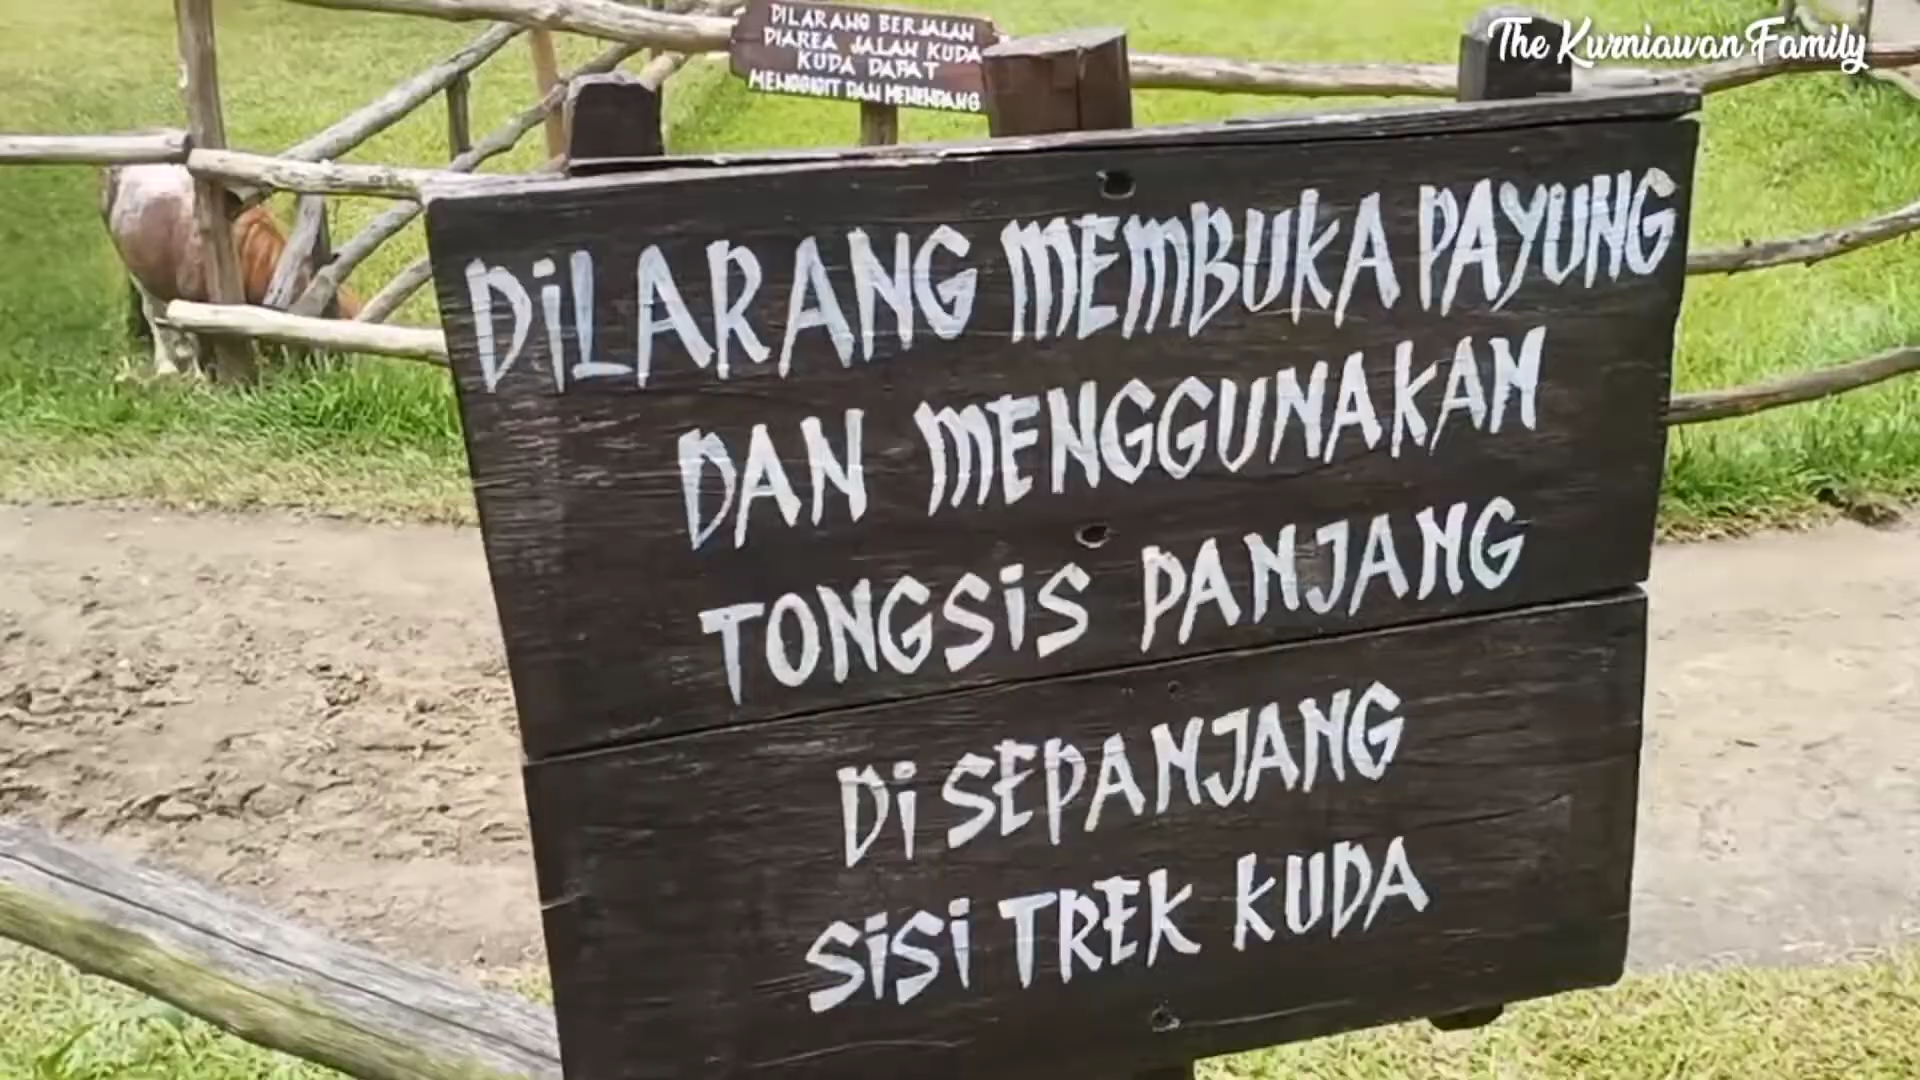 DILARANG BERJALAN
DIAREA JALAN KUDA
KUDA DAPAT
MENGGIGIT DAN MENENDANG
The Kurniawan Family
DiLARANG MEMBUKA PAYUNG
DAN MENGGUNAKAN
TONGSiS PANJANG
Di SEPANJANG
SiSi TREK KUDA